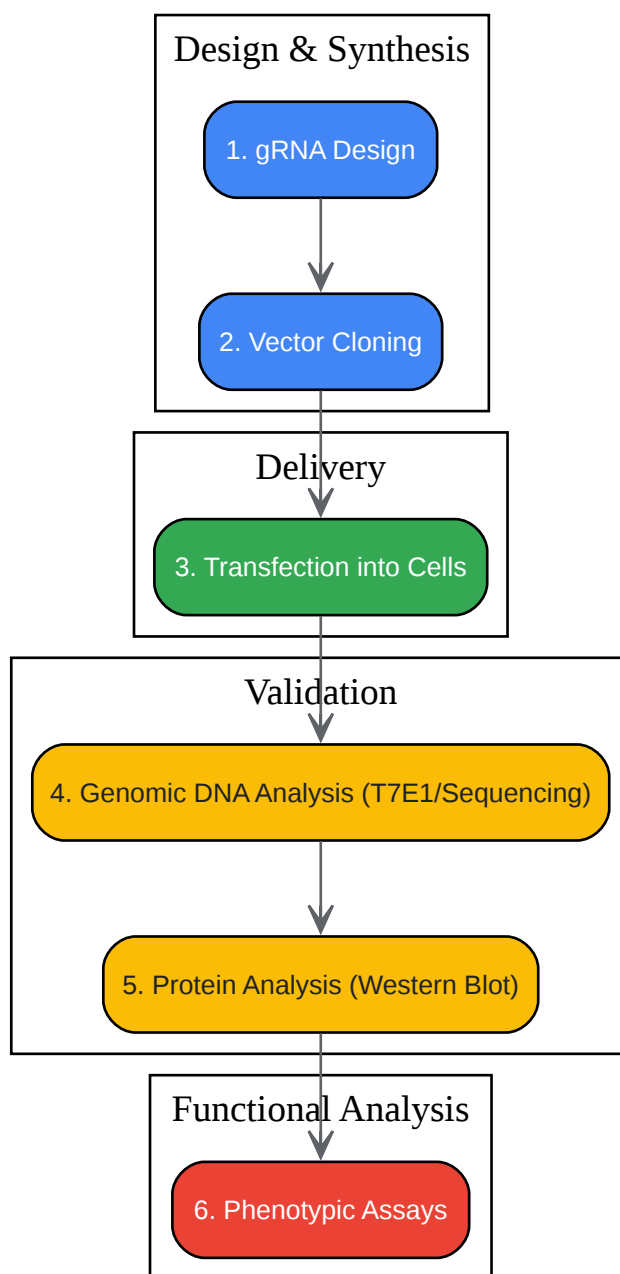 Design & Synthesis
1. gRNA Design
2. Vector Cloning
Delivery
3. Transfection into Cells
Validation
4. Genomic DNA Analysis (T7E1/Sequencing)
5. Protein Analysis (Western Blot)
Functional Analysis
6. Phenotypic Assays